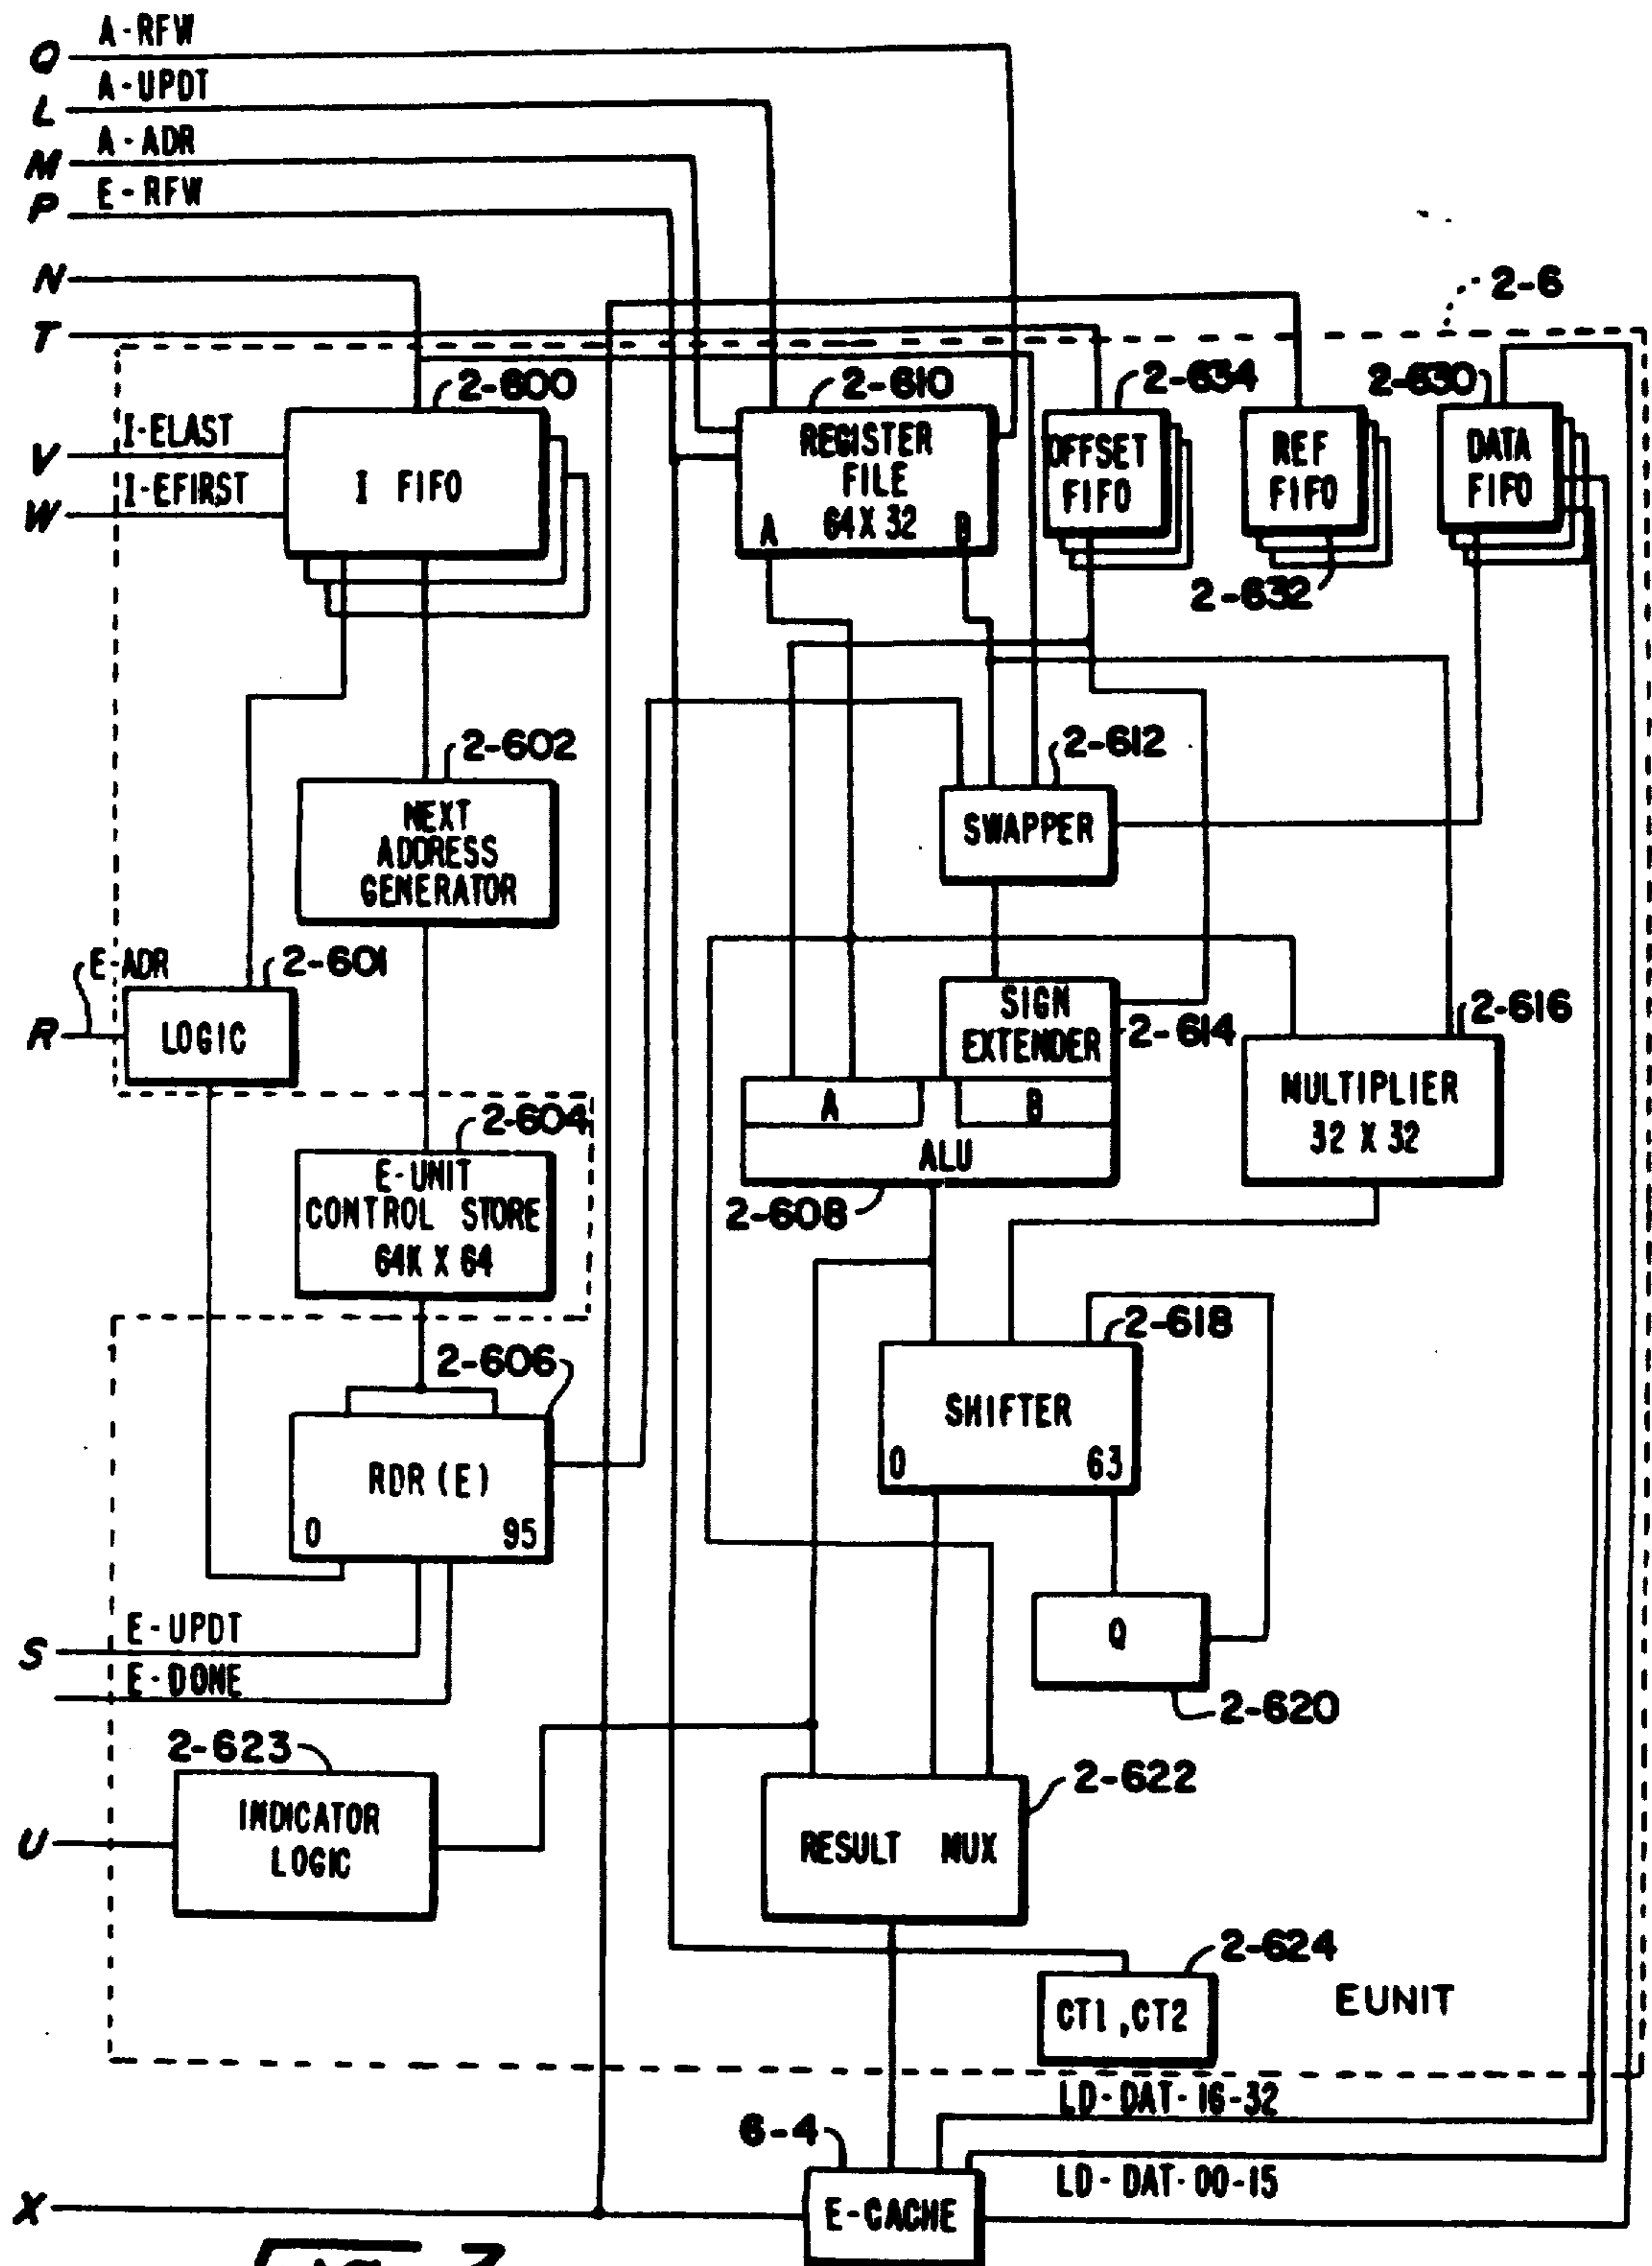 Q A-RFW
L A-UPDT
M A-ADR
P E-RFW
N
T
2-6
2-600
2-610
2-634
2-630
V I-ELAST
W I-EFIRST
I FIFO
REGISTER
FILE
64X32
A B
OFFSET
FIFO
REF
FIFO
DATA
FIFO
2-632
2-602
2-612
NEXT
ADDRESS
GENERATOR
SWAPPER
E-ADR
2-601
R
LOGIC
SIGN
EXTENDER
2-614
2-616
MULTIPLIER
32 X 32
A B
ALU
2-608
2-604
E-UNIT
CONTROL STORE
64K X 64
2-618
2-606
SHIFTER
0 63
RDR (E)
0 95
S E-UPDT
E-DONE
Q
2-620
2-623
2-622
U
INDICATOR
LOGIC
RESULT MUX
2-624
CT1, CT2
EUNIT
LD-DAT-16-32
6-4
LD-DAT-00-15
X
E-CACHE